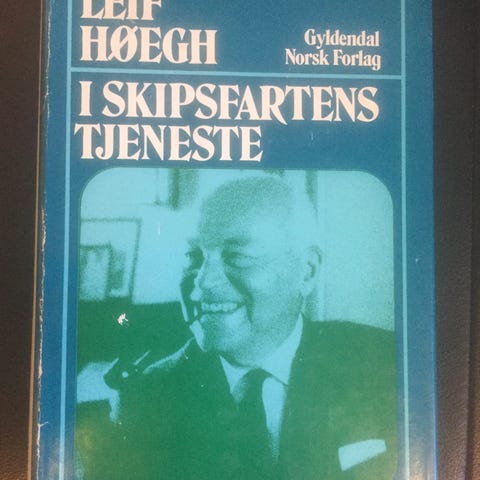 LEIF
HØEGH
Gyldendal
Norsk Forlag
I SKIPSFARTENS
TJENESTE